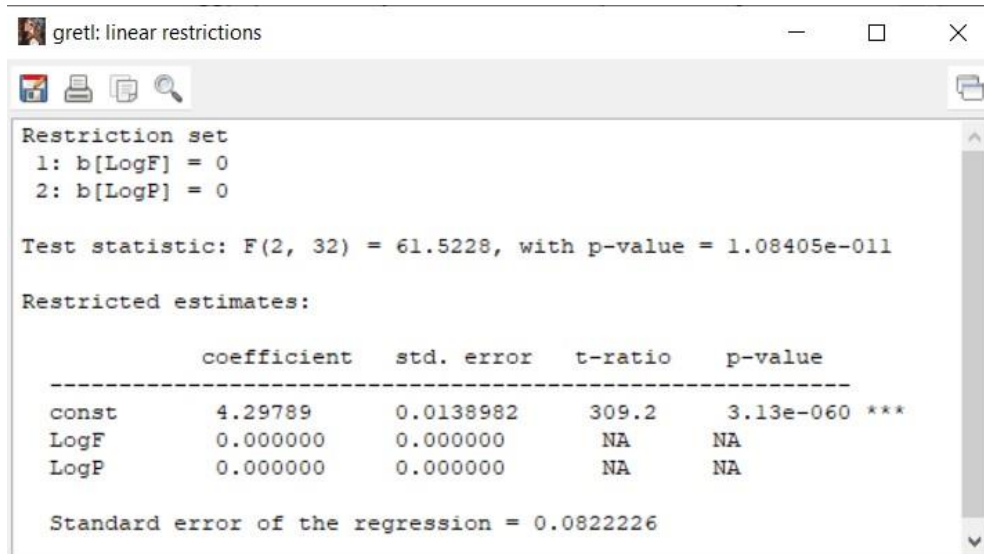 gretl: linear restrictions
Restriction set
1: b[LogF] = 0
2: b[LogP] = 0
Test statistic: F(2, 32) = 61.5228, with p-value = 1.08405e-011
Restricted estimates:
coefficient std. error t-ratio p-value
const 4.29789 0.0138982 309.2 3.13e-060 ***
LogF 0.000000 0.000000 NA NA
LogP 0.000000 0.000000 NA NA
Standard error of the regression = 0.0822226